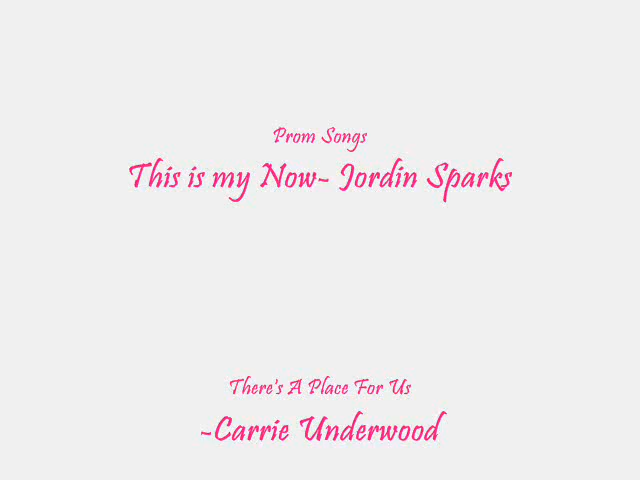 Prom Songs
This is my Now- Jordin Sparks
There's A Place For Us
-Carrie Underwood